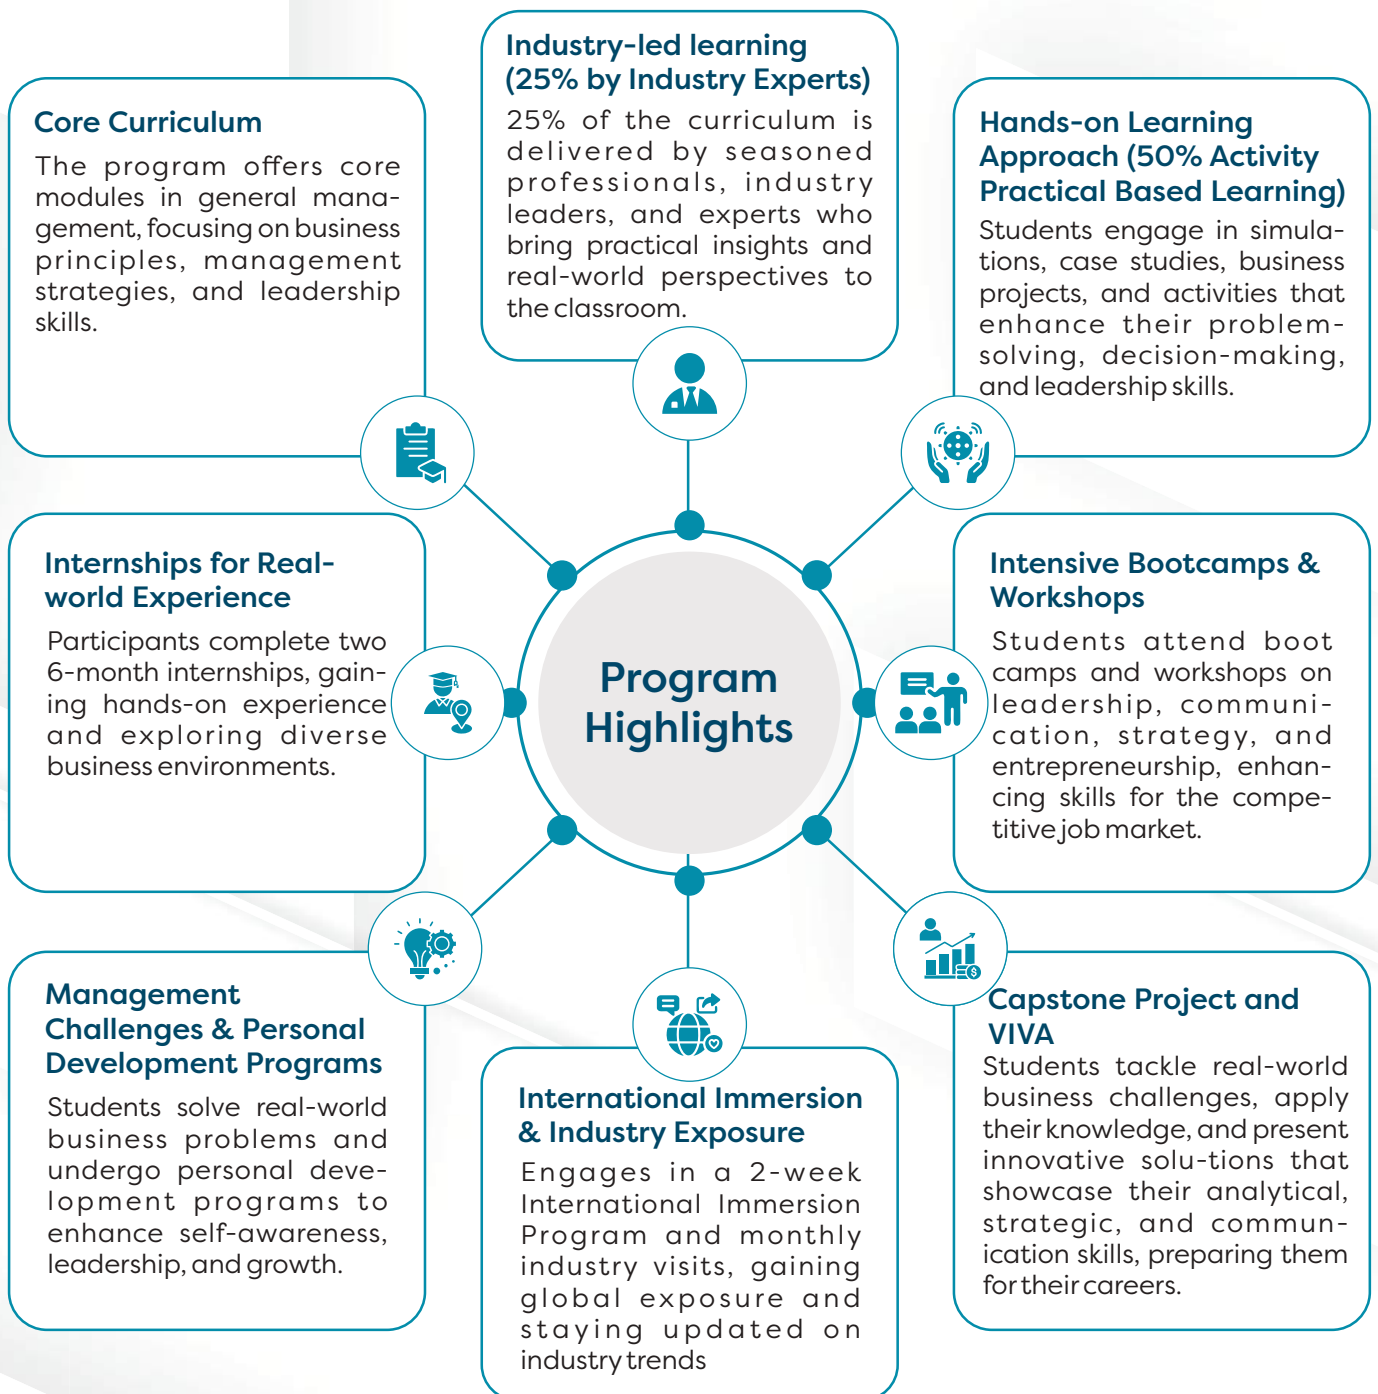 Industry-led learning
(25% by Industry Experts)
25% of the curriculum is
delivered by seasoned
professionals, industry
leaders, and experts who
bring practical insights and
real-world perspectives to
the classroom.
Core Curriculum
The program offers core
modules in general mana-
gement, focusing on business
principles, management
strategies, and leadership
skills.
Hands-on Learning
Approach (50% Activity
Practical Based Learning)
Students engage in simula-
tions, case studies, business
projects, and activities that
enhance their problem-
solving, decision-making,
and leadership skills.
Internships for Real-
world Experience
Participants complete two
6-month internships, gain-
ing hands-on experience
and exploring diverse
business environments.
Program
Highlights
Intensive Bootcamps &
Workshops
Students attend boot
camps and workshops on
leadership, communi-
cation, strategy, and
entrepreneurship, enhan-
cing skills for the compe-
titive job market.
Management
Challenges & Personal
Development Programs
Students solve real-world
business problems and
undergo personal deve-
lopment programs to
enhance self-awareness,
leadership, and growth.
International Immersion
& Industry Exposure
Engages in a 2-week
International Immersion
Program and monthly
industry visits, gaining
global exposure and
staying updated on
industry trends
Capstone Project and
VIVA
Students tackle real-world
business challenges, apply
their knowledge, and present
innovative solu-tions that
showcase their analytical,
strategic, and commun-
ication skills, preparing them
for their careers.